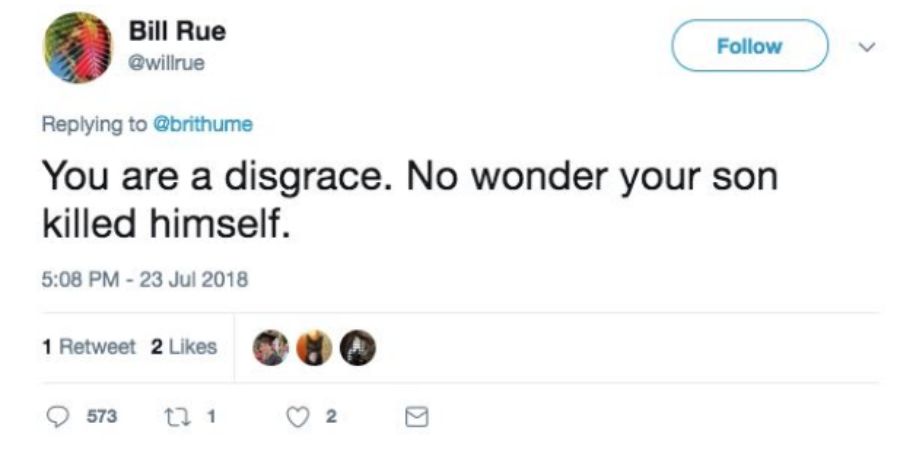 Bill Rue
@willrue
Follow
Replying to @brithume
You are a disgrace. No wonder your son
killed himself.
5:08 PM - 23 Jul 2018
1 Retweet 2 Likes
573 1 2